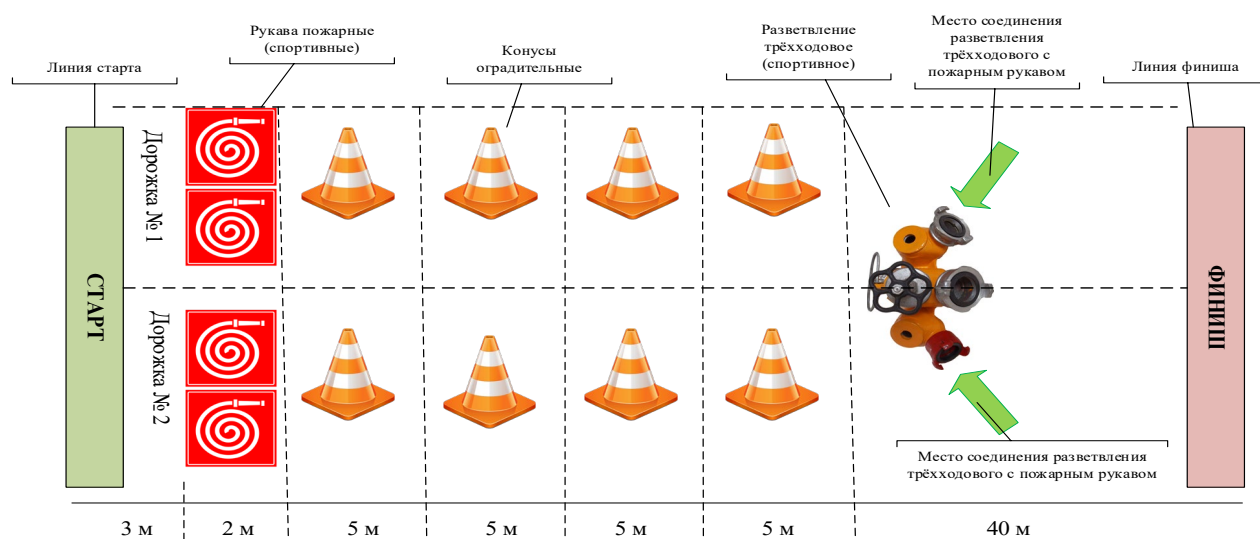 Линия старта
Рукава пожарные
(спортивные)
Конусы
оградительные
Разветвление
трёхходовое
(спортивное)
Место соединения
разветвления
трёхходового с
пожарным рукавом
Линия финиша
СТАРТ
Дорожка № 1
Дорожка № 2
ФИНИШ
Место соединения разветвления
трёхходового с пожарным рукавом
3 м
2 м
5 м
5 м
5 м
5 м
40 м